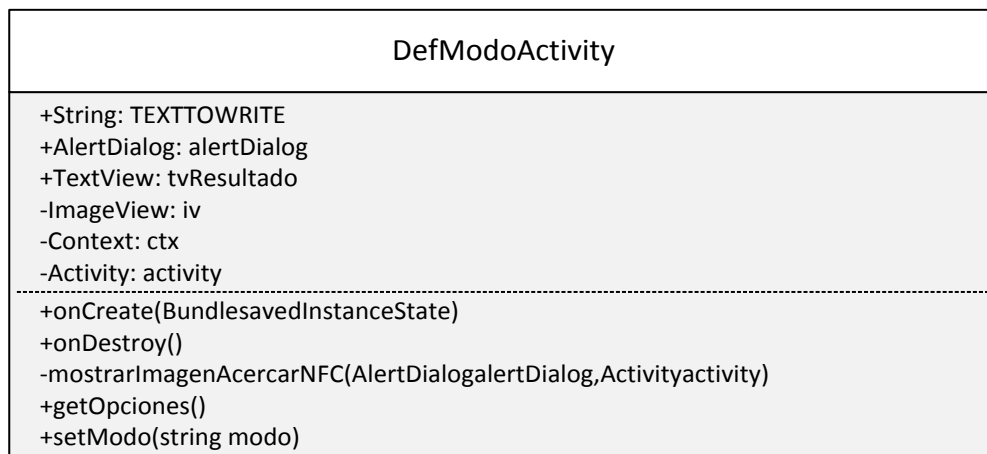 DefModoActivity
+String: TEXTTOWRITE
+AlertDialog: alertDialog
+TextView: tvResultado
-ImageView: iv
-Context: ctx
-Activity: activity
+onCreate(BundlesavedInstanceState)
+onDestroy()
-mostrarImagenAcercarNFC(AlertDialogalertDialog,Activityactivity)
+getOpciones()
+setModo(string modo)